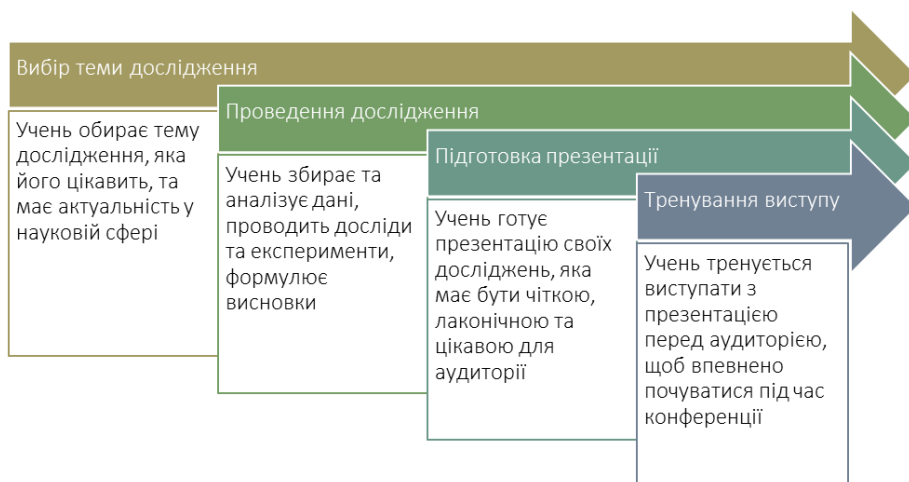 Вибір теми дослідження
Учень обирає тему
дослідження, яка
його цікавить, та
має актуальність у
науковій сфері
Проведення дослідження
Учень збирає та
аналізує дані,
проводить досліди
та експерименти,
формулює
висновки
Підготовка презентації
Учень готує
презентацію своїх
досліджень, яка
має бути чіткою,
лаконічною та
цікавою для
аудиторії
Тренування виступу
Учень тренується
виступати з
презентацією
перед аудиторією,
щоб впевнено
почуватися під час
конференції